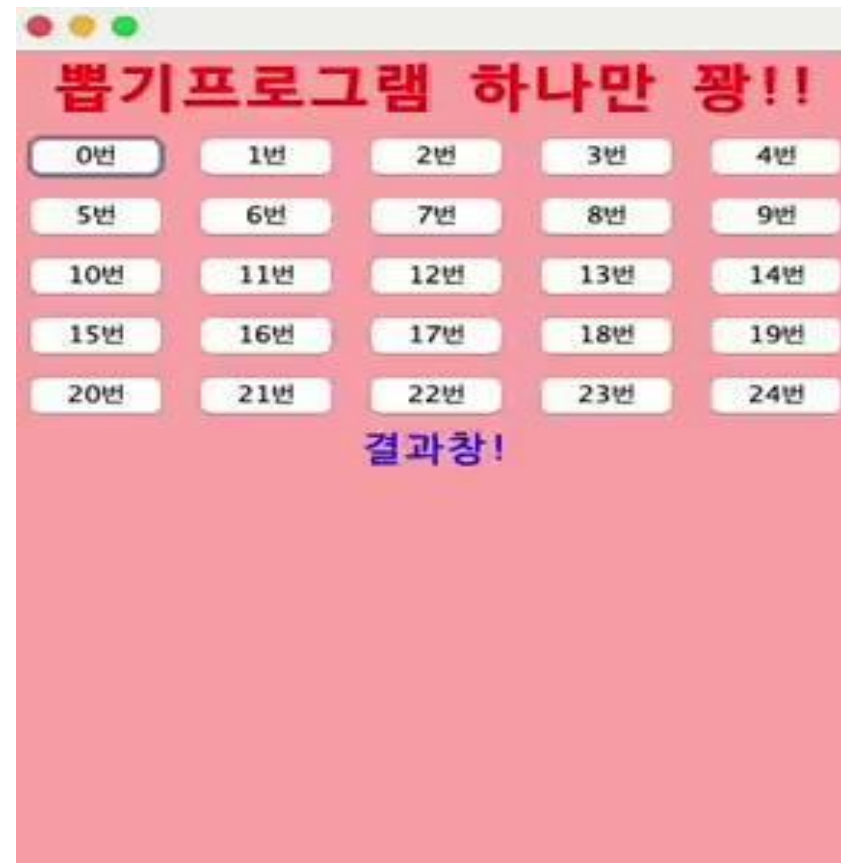 뽑기프로그램 하나만 꽝!!
0번 1번 2번 3번 4번
5번 6번 7번 8번 9번
10번 11번 12번 13번 14번
15번 16번 17번 18번 19번
20번 21번 22번 23번 24번
결과창!